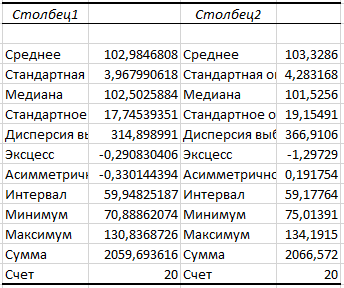 Столбец1 Столбец2
Среднее 102,9846808 Среднее 103,3286
Стандартная 3,967990618 Стандартная ош 4,283168
Медиана 102,5025884 Медиана 101,5256
Стандартное 17,74539351 Стандартное о 19,15491
Дисперсия вы 314,898991 Дисперсия выб 366,9106
Эксцесс -0,290830406 Эксцесс -1,29729
Асимметричн -0,330144394 Асимметрично 0,191754
Интервал 59,94825187 Интервал 59,17764
Минимум 70,88862074 Минимум 75,01391
Максимум 130,8368726 Максимум 134,1915
Сумма 2059,693616 Сумма 2066,572
Счет 20 Счет 20